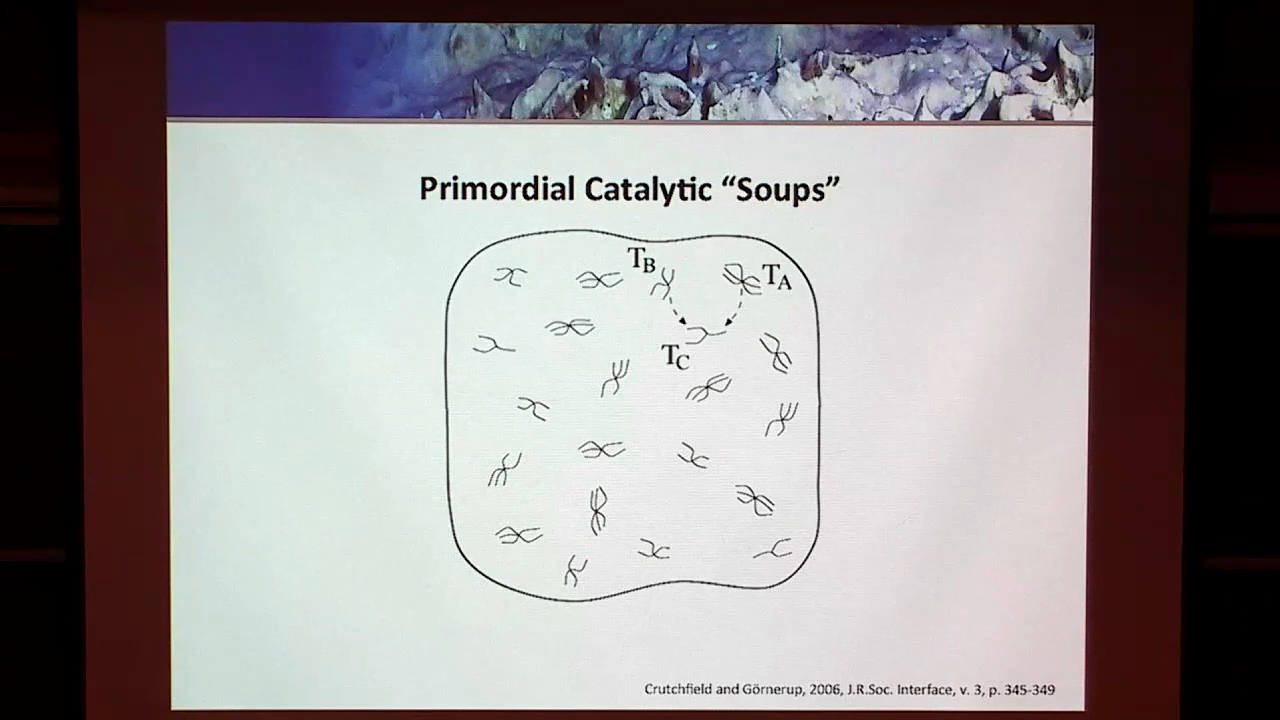 Primordial Catalytic “Soups”
TB
TA
TC
Crutchfield and Görnerup, 2006, J.R.Soc. Interface, v. 3, p. 345-349